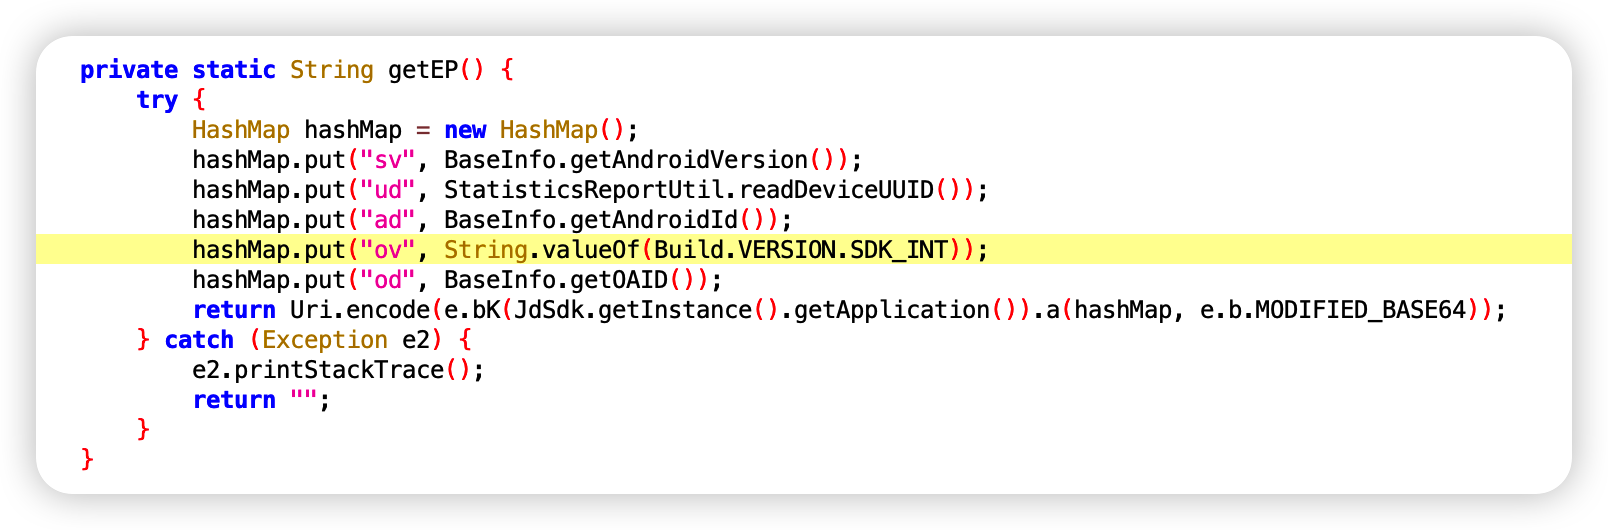 private static String getEP() {
try {
HashMap hashMap = new HashMap();
hashMap.put("sv", BaseInfo.getAndroidVersion());
hashMap.put("ud", StatisticsReportUtil.readDeviceUUID());
hashMap.put("ad", BaseInfo.getAndroidId());
hashMap.put("ov", String.valueOf(Build.VERSION.SDK_INT));
hashMap.put("od", BaseInfo.getOAID());
return Uri.encode(e.bK(JdSdk.getInstance().getApplication()).a(hashMap, e.b.MODIFIED_BASE64));
} catch (Exception e2) {
e2.printStackTrace();
return "";
}
}